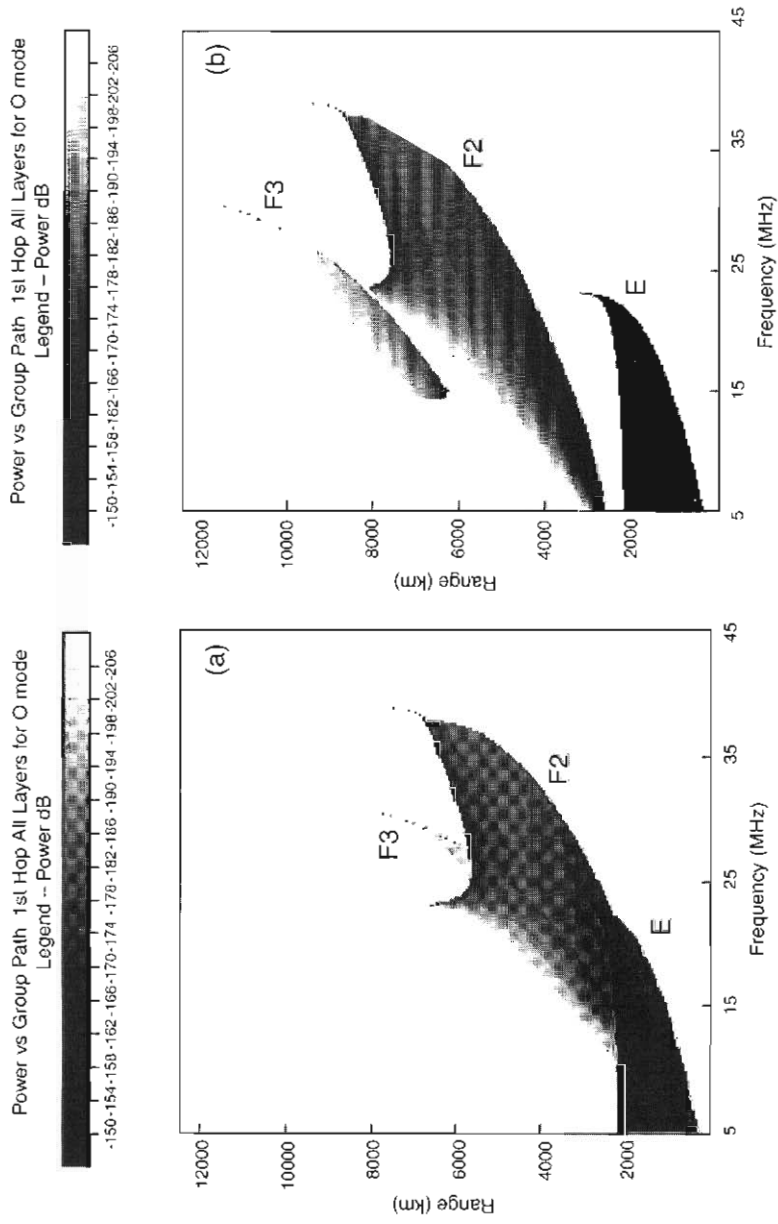 Power vs Group Path 1st Hop All Layers for O mode
Legend -- Power dB
-150-154-158-162-166-170-174-178-182-186-190-194-198-202-206
(a)
12000
10000
8000
6000
4000
2000
Range (km)
F3
F2
E
5
15
25
35
45
Frequency (MHz)
Power vs Group Path 1st Hop All Layers for O mode
Legend – Power dB
-150-154-158-162-166-170-174-178-182-186-190-194-198-202-206
(b)
12000
10000
8000
6000
4000
2000
Range (km)
F3
F2
E
5
15
25
35
45
Frequency (MHz)